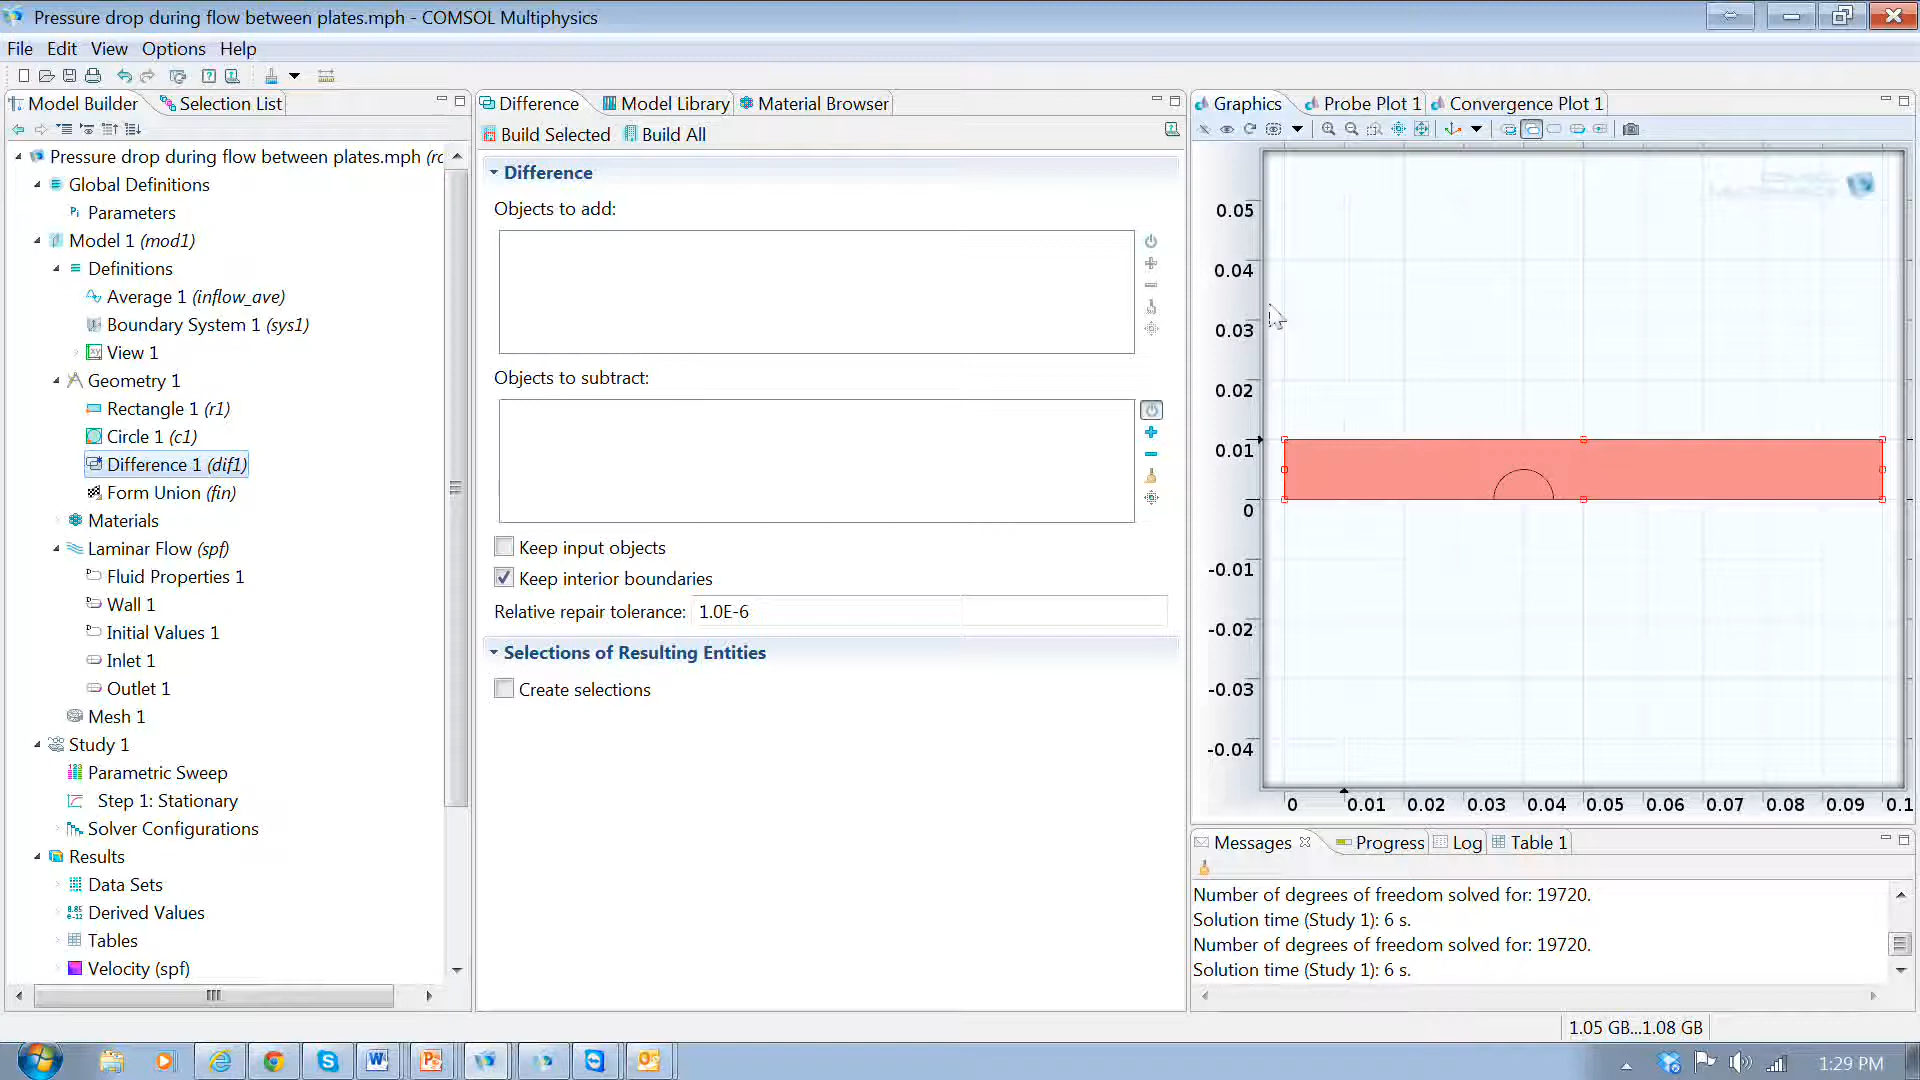 Pressure drop during flow between plates.mph - COMSOL Multiphysics
File Edit View Options Help
Model Builder Selection List
Pressure drop during flow between plates.mph (rc
Global Definitions
Pi Parameters
Model 1 (mod1)
Definitions
Average 1 (inflow_ave)
Boundary System 1 (sys1)
View 1
Geometry 1
Rectangle 1 (r1)
Circle 1 (c1)
Difference 1 (dif1)
Form Union (fin)
Materials
Laminar Flow (spf)
Fluid Properties 1
Wall 1
Initial Values 1
Inlet 1
Outlet 1
Mesh 1
Study 1
Parametric Sweep
Step 1: Stationary
Solver Configurations
Results
Data Sets
Derived Values
Tables
Velocity (spf)
Difference Model Library Material Browser
Build Selected Build All
Difference
Objects to add:
Objects to subtract:
Keep input objects
Keep interior boundaries
Relative repair tolerance: 1.0E-6
Selections of Resulting Entities
Create selections
Graphics Probe Plot 1 Convergence Plot 1
0.05
0.04
0.03
0.02
0.01
0
-0.01
-0.02
-0.03
-0.04
0 0.01 0.02 0.03 0.04 0.05 0.06 0.07 0.08 0.09 0.1
Messages Progress Log Table 1
Number of degrees of freedom solved for: 19720.
Solution time (Study 1): 6 s.
Number of degrees of freedom solved for: 19720.
Solution time (Study 1): 6 s.
1.05 GB...1.08 GB
1:29 PM